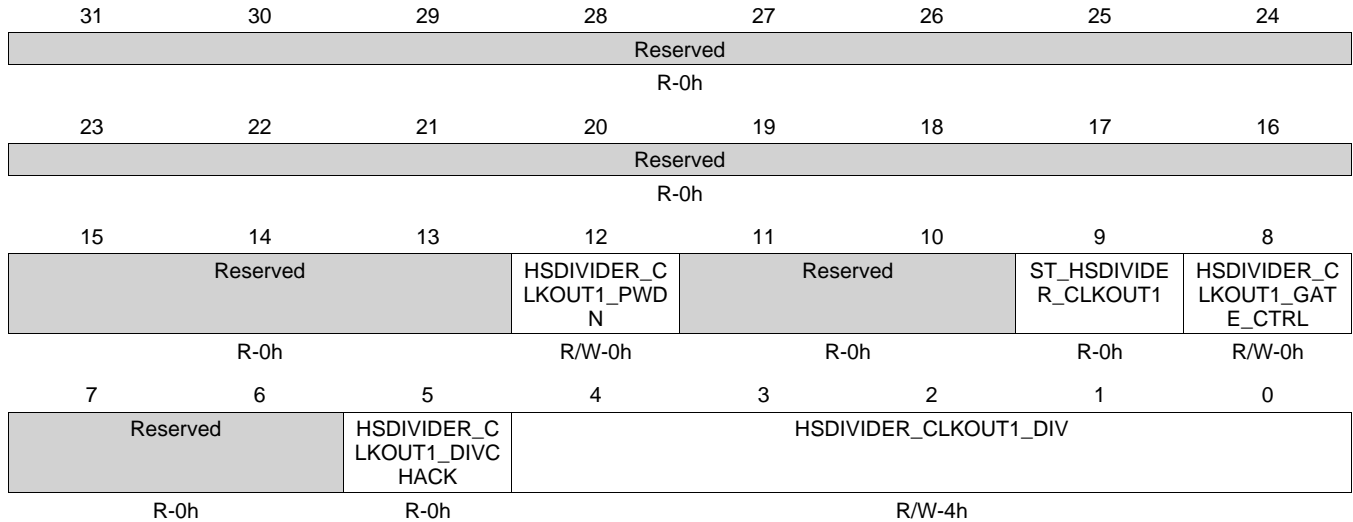 31 30 29 28 27 26 25 24
Reserved
R-0h
23 22 21 20 19 18 17 16
Reserved
R-0h
15 14 13 12 11 10 9 8
Reserved HSDIVIDER_C Reserved ST_HSDIVIDE HSDIVIDER_C
LKOUT1_PWD R_CLKOUT1 LKOUT1_GAT
N E_CTRL
R-0h R/W-0h R-0h R-0h R/W-0h
7 6 5 4 3 2 1 0
Reserved HSDIVIDER_C HSDIVIDER_CLKOUT1_DIV
LKOUT1_DIVC
HACK
R-0h R-0h R/W-4h